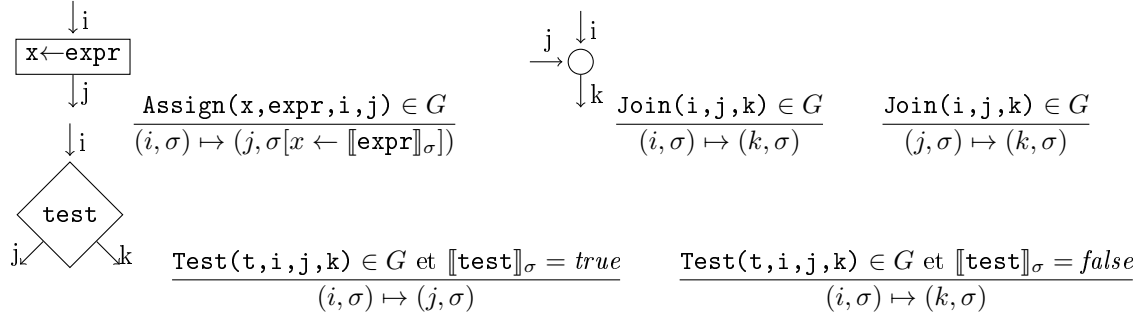 i
x←expr
j
Assign(x,expr,i,j) ∈ G
(i, σ) ↦ (j, σ[x ← ⟦expr⟧σ])
i
j
k
Join(i,j,k) ∈ G
(i, σ) ↦ (k, σ)
Join(i,j,k) ∈ G
(j, σ) ↦ (k, σ)
i
test
j
k
Test(t,i,j,k) ∈ G et ⟦test⟧σ = true
(i, σ) ↦ (j, σ)
Test(t,i,j,k) ∈ G et ⟦test⟧σ = false
(i, σ) ↦ (k, σ)